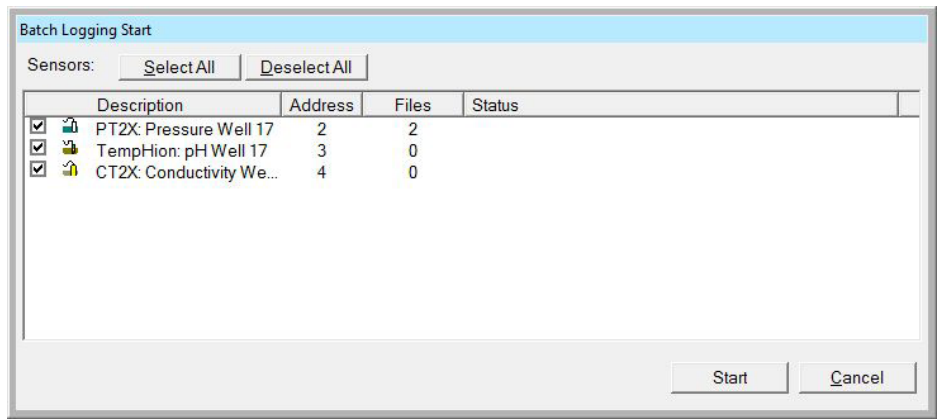 Batch Logging Start
Sensors: Select All Deselect All
Description Address Files Status
PT2X: Pressure Well 17 2 2
TempHion: pH Well 17 3 0
CT2X: Conductivity We... 4 0
Start Cancel